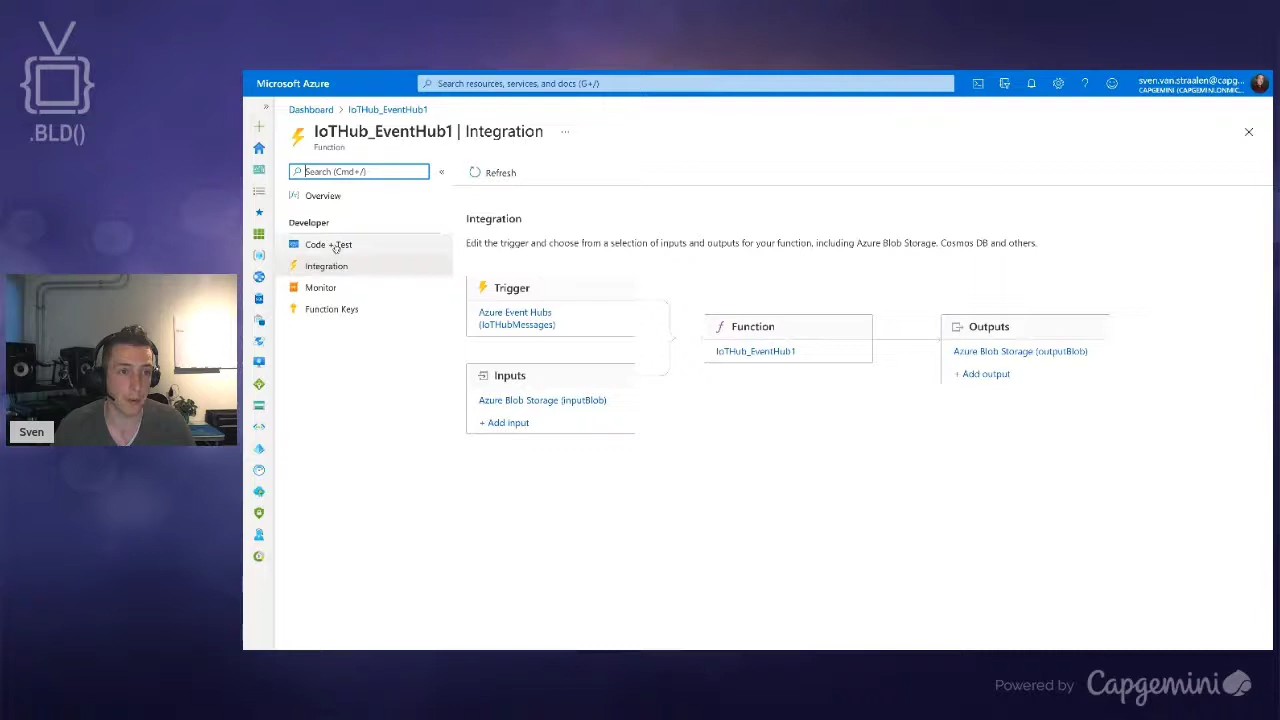 .BLD()
Microsoft Azure
Search resources, services, and docs (G+/)
sven.van.straalen@capg...
CAPGEMINI (CAPGEMINI.ONMIC...
Dashboard > IoTHub_EventHub1
IoTHub_EventHub1 | Integration ...
Function
Search (Cmd+/)
«
Refresh
Overview
Developer
Code + Test
Integration
Monitor
Function Keys
Integration
Edit the trigger and choose from a selection of inputs and outputs for your function, including Azure Blob Storage, Cosmos DB and others.
Trigger
Azure Event Hubs
(IoTHubMessages)
Inputs
Azure Blob Storage (inputBlob)
+ Add input
Function
IoTHub_EventHub1
Outputs
Azure Blob Storage (outputBlob)
+ Add output
Sven
Powered by Capgemini